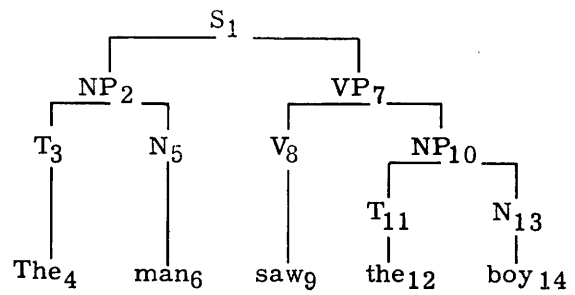 S₁
NP₂ VP₇
T₃ N₅ V₈ NP₁₀
T₁₁ N₁₃
The₄ man₆ saw₉ the₁₂ boy₁₄